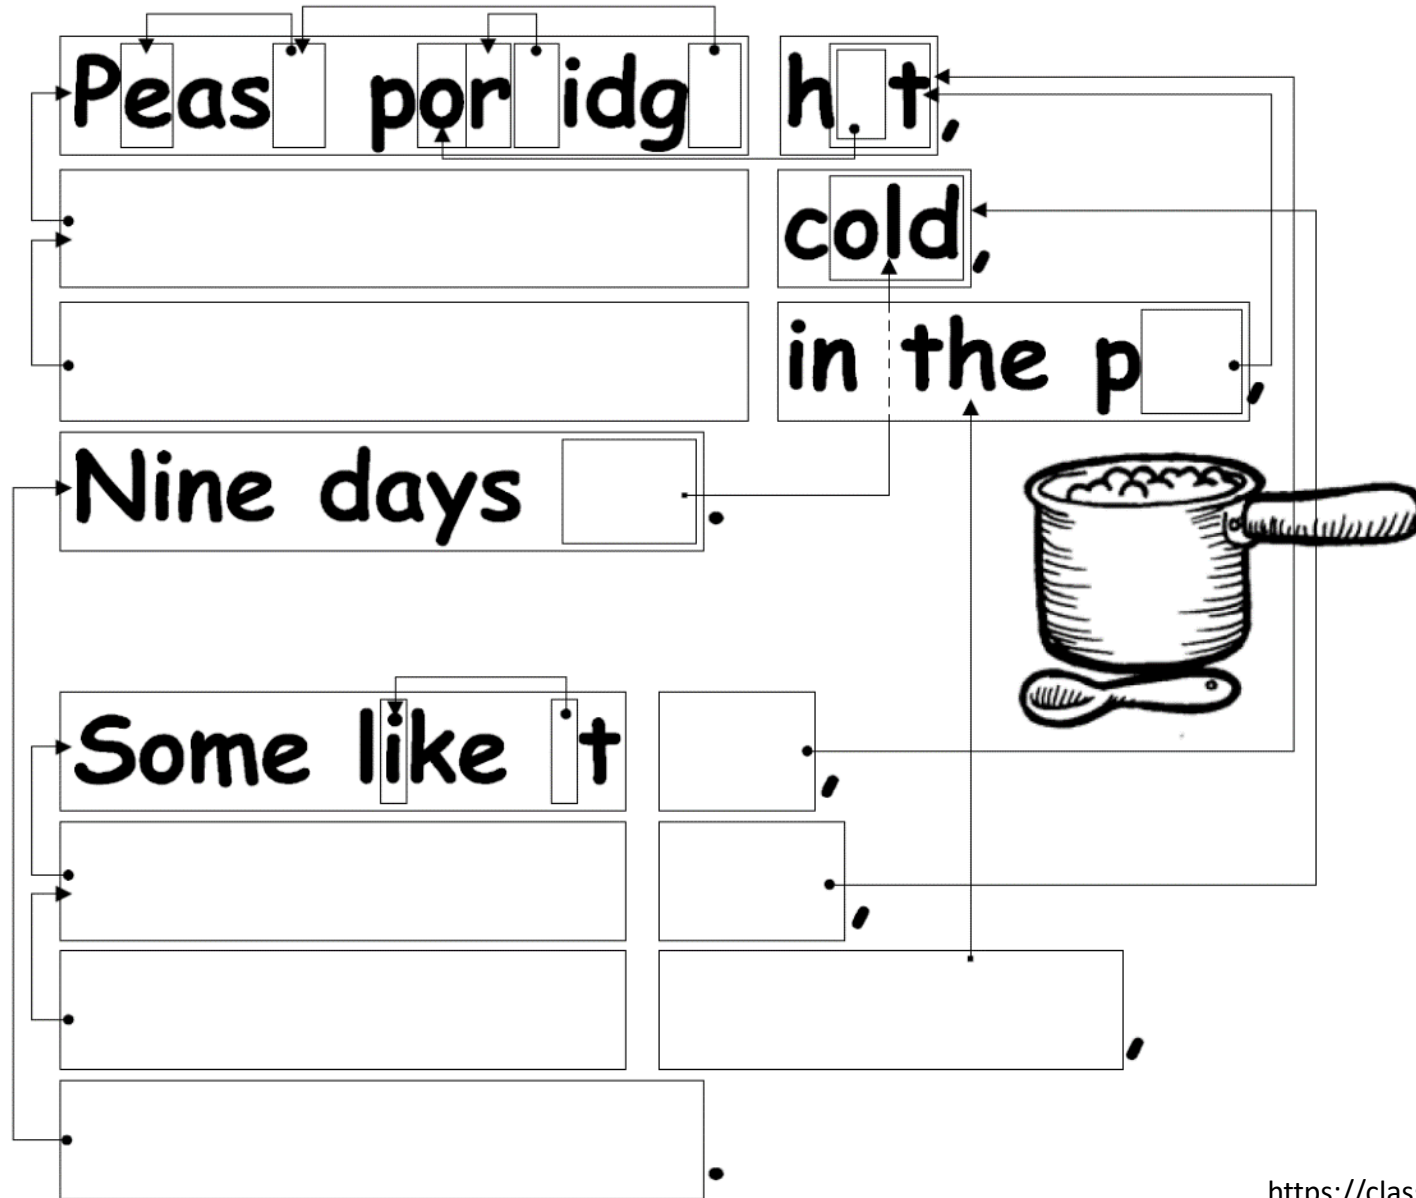 Peas por idg h t,
cold,
in the p ,
Nine days .
Some like t ,
,
,
.
https://clas